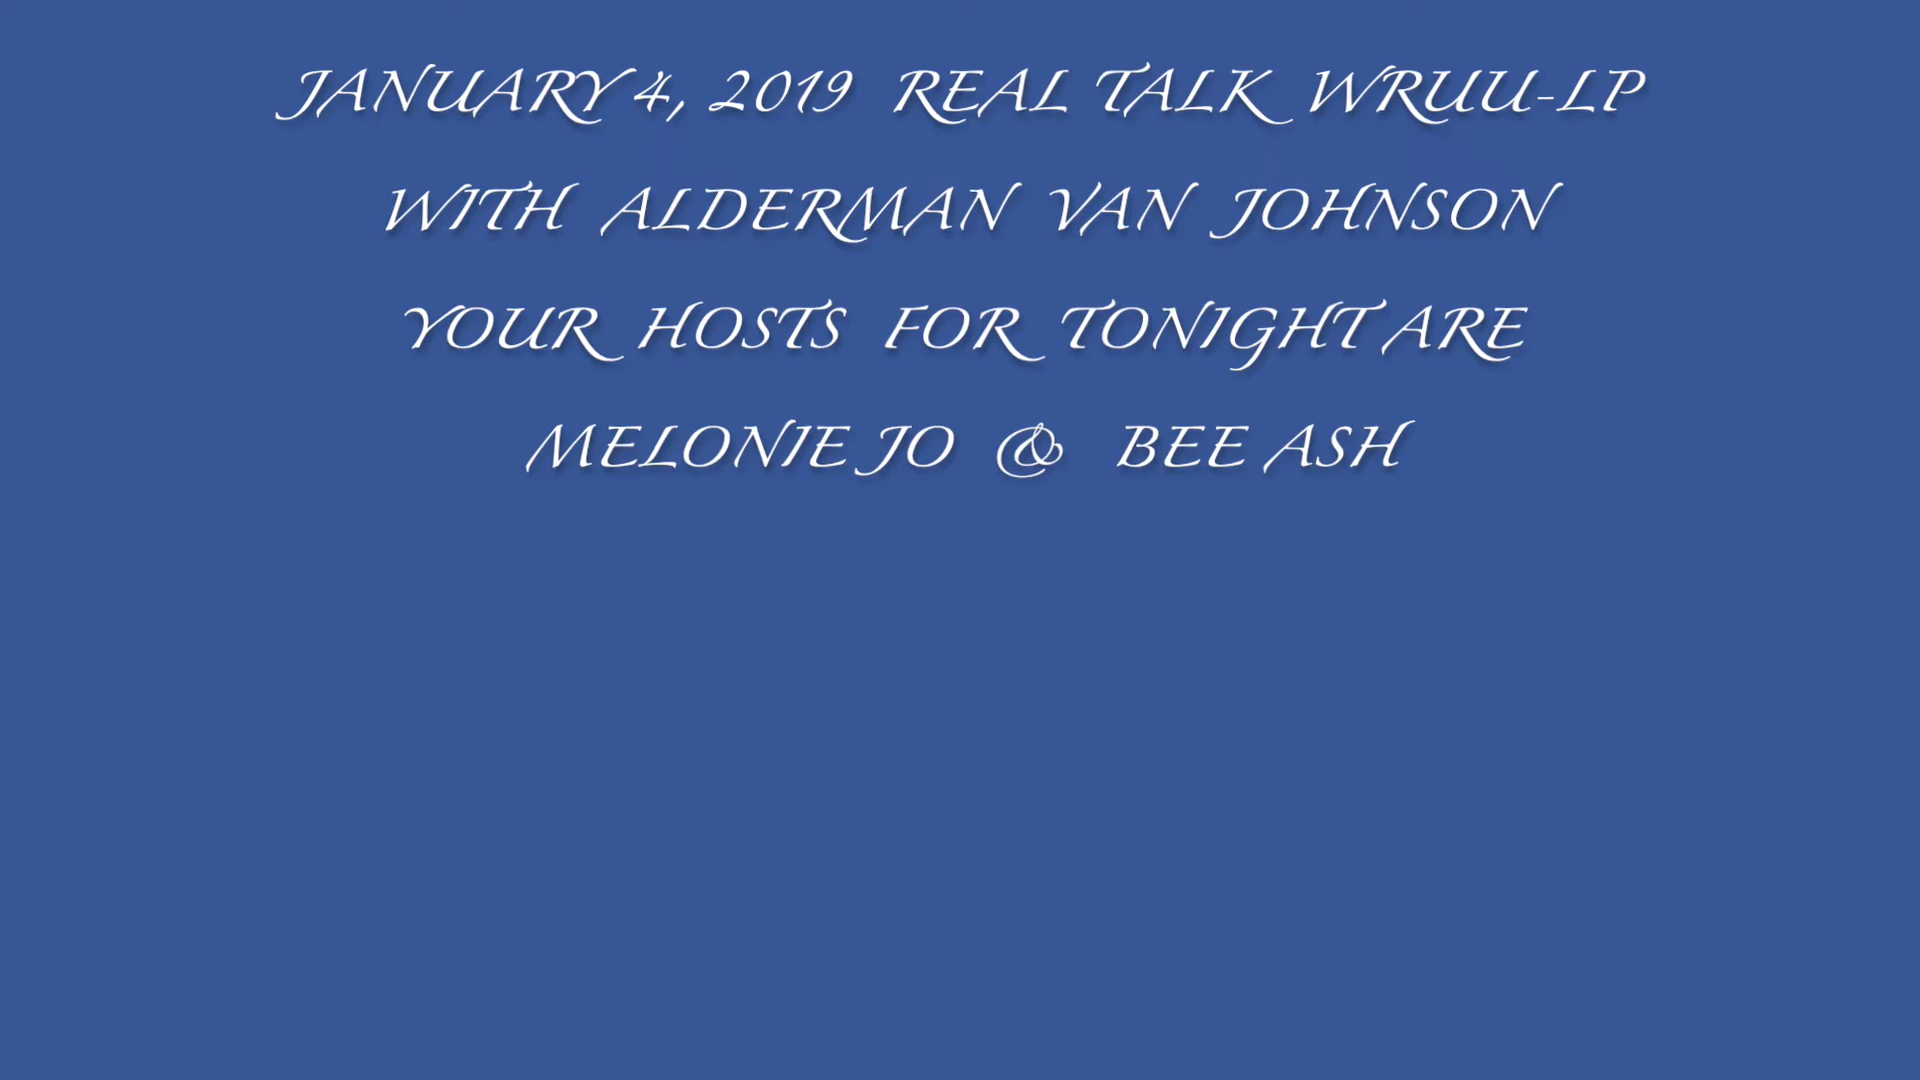 JANUARY 4, 2019 REAL TALK WRUU-LP
WITH ALDERMAN VAN JOHNSON
YOUR HOSTS FOR TONIGHT ARE
MELONIE JO & BEE ASH